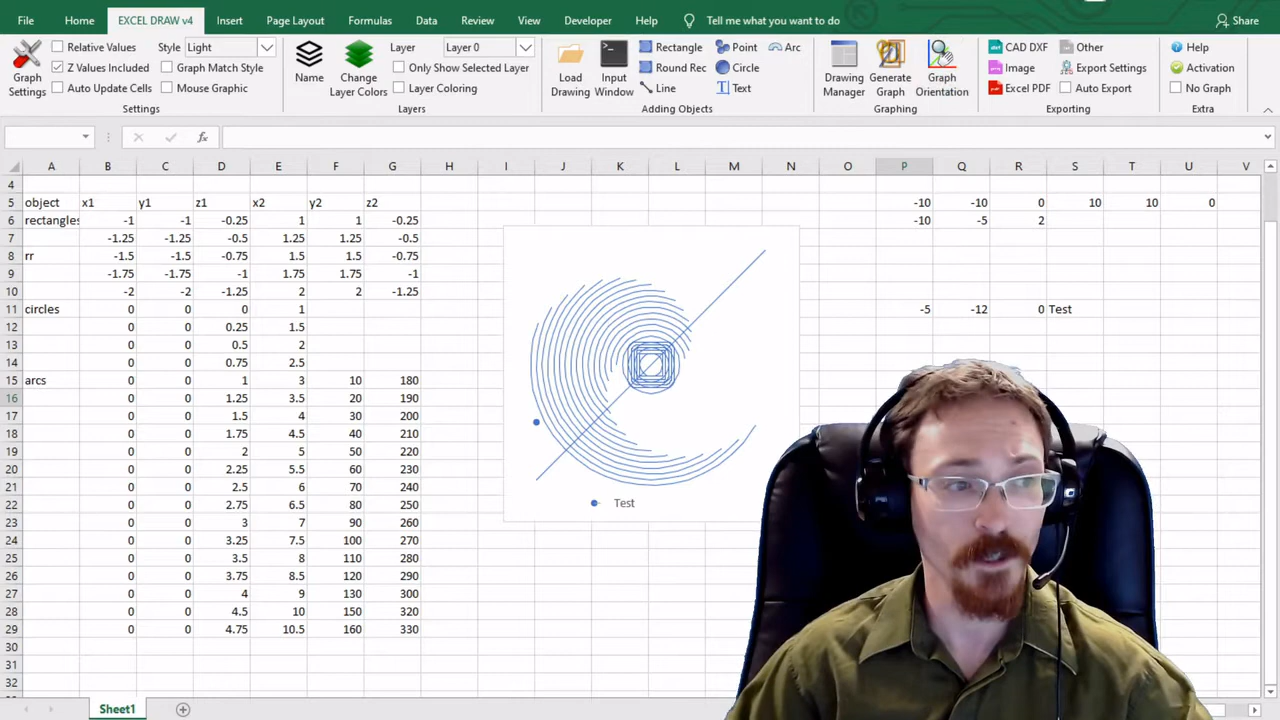 File Home EXCEL DRAW v4 Insert Page Layout Formulas Data Review View Developer Help Tell me what you want to do Share
Graph Settings
Relative Values
Z Values Included
Auto Update Cells
Style Light
Graph Match Style
Mouse Graphic
Settings
Name
Change Layer Colors
Layer Layer 0
Only Show Selected Layer
Layer Coloring
Layers
Load Drawing
Input Window
Rectangle Point Arc
Round Rec Circle
Line Text
Adding Objects
Drawing Manager
Generate Graph
Graph Orientation
Graphing
CAD DXF Other
Image Export Settings
Excel PDF Auto Export
Exporting
Help
Activation
No Graph
Extra
fx
A B C D E F G H I J K L M N O P Q R S T U V
4
5 object x1 y1 z1 x2 y2 z2 -10 -10 0 10 10 0
6 rectangles -1 -1 -0.25 1 1 -0.25 -10 -5 2
7 -1.25 -1.25 -0.5 1.25 1.25 -0.5
8 rr -1.5 -1.5 -0.75 1.5 1.5 -0.75
9 -1.75 -1.75 -1 1.75 1.75 -1
10 -2 -2 -1.25 2 2 -1.25
11 circles 0 0 0 1 -5 -12 0 Test
12 0 0 0.25 1.5
13 0 0 0.5 2
14 0 0 0.75 2.5
15 arcs 0 0 1 3 10 180
16 0 0 1.25 3.5 20 190
17 0 0 1.5 4 30 200
18 0 0 1.75 4.5 40 210
19 0 0 2 5 50 220
20 0 0 2.25 5.5 60 230
21 0 0 2.5 6 70 240
22 0 0 2.75 6.5 80 250
23 0 0 3 7 90 260
24 0 0 3.25 7.5 100 270
25 0 0 3.5 8 110 280
26 0 0 3.75 8.5 120 290
27 0 0 4 9 130 300
28 0 0 4.5 10 150 320
29 0 0 4.75 10.5 160 330
30
31
32
Test
Sheet1